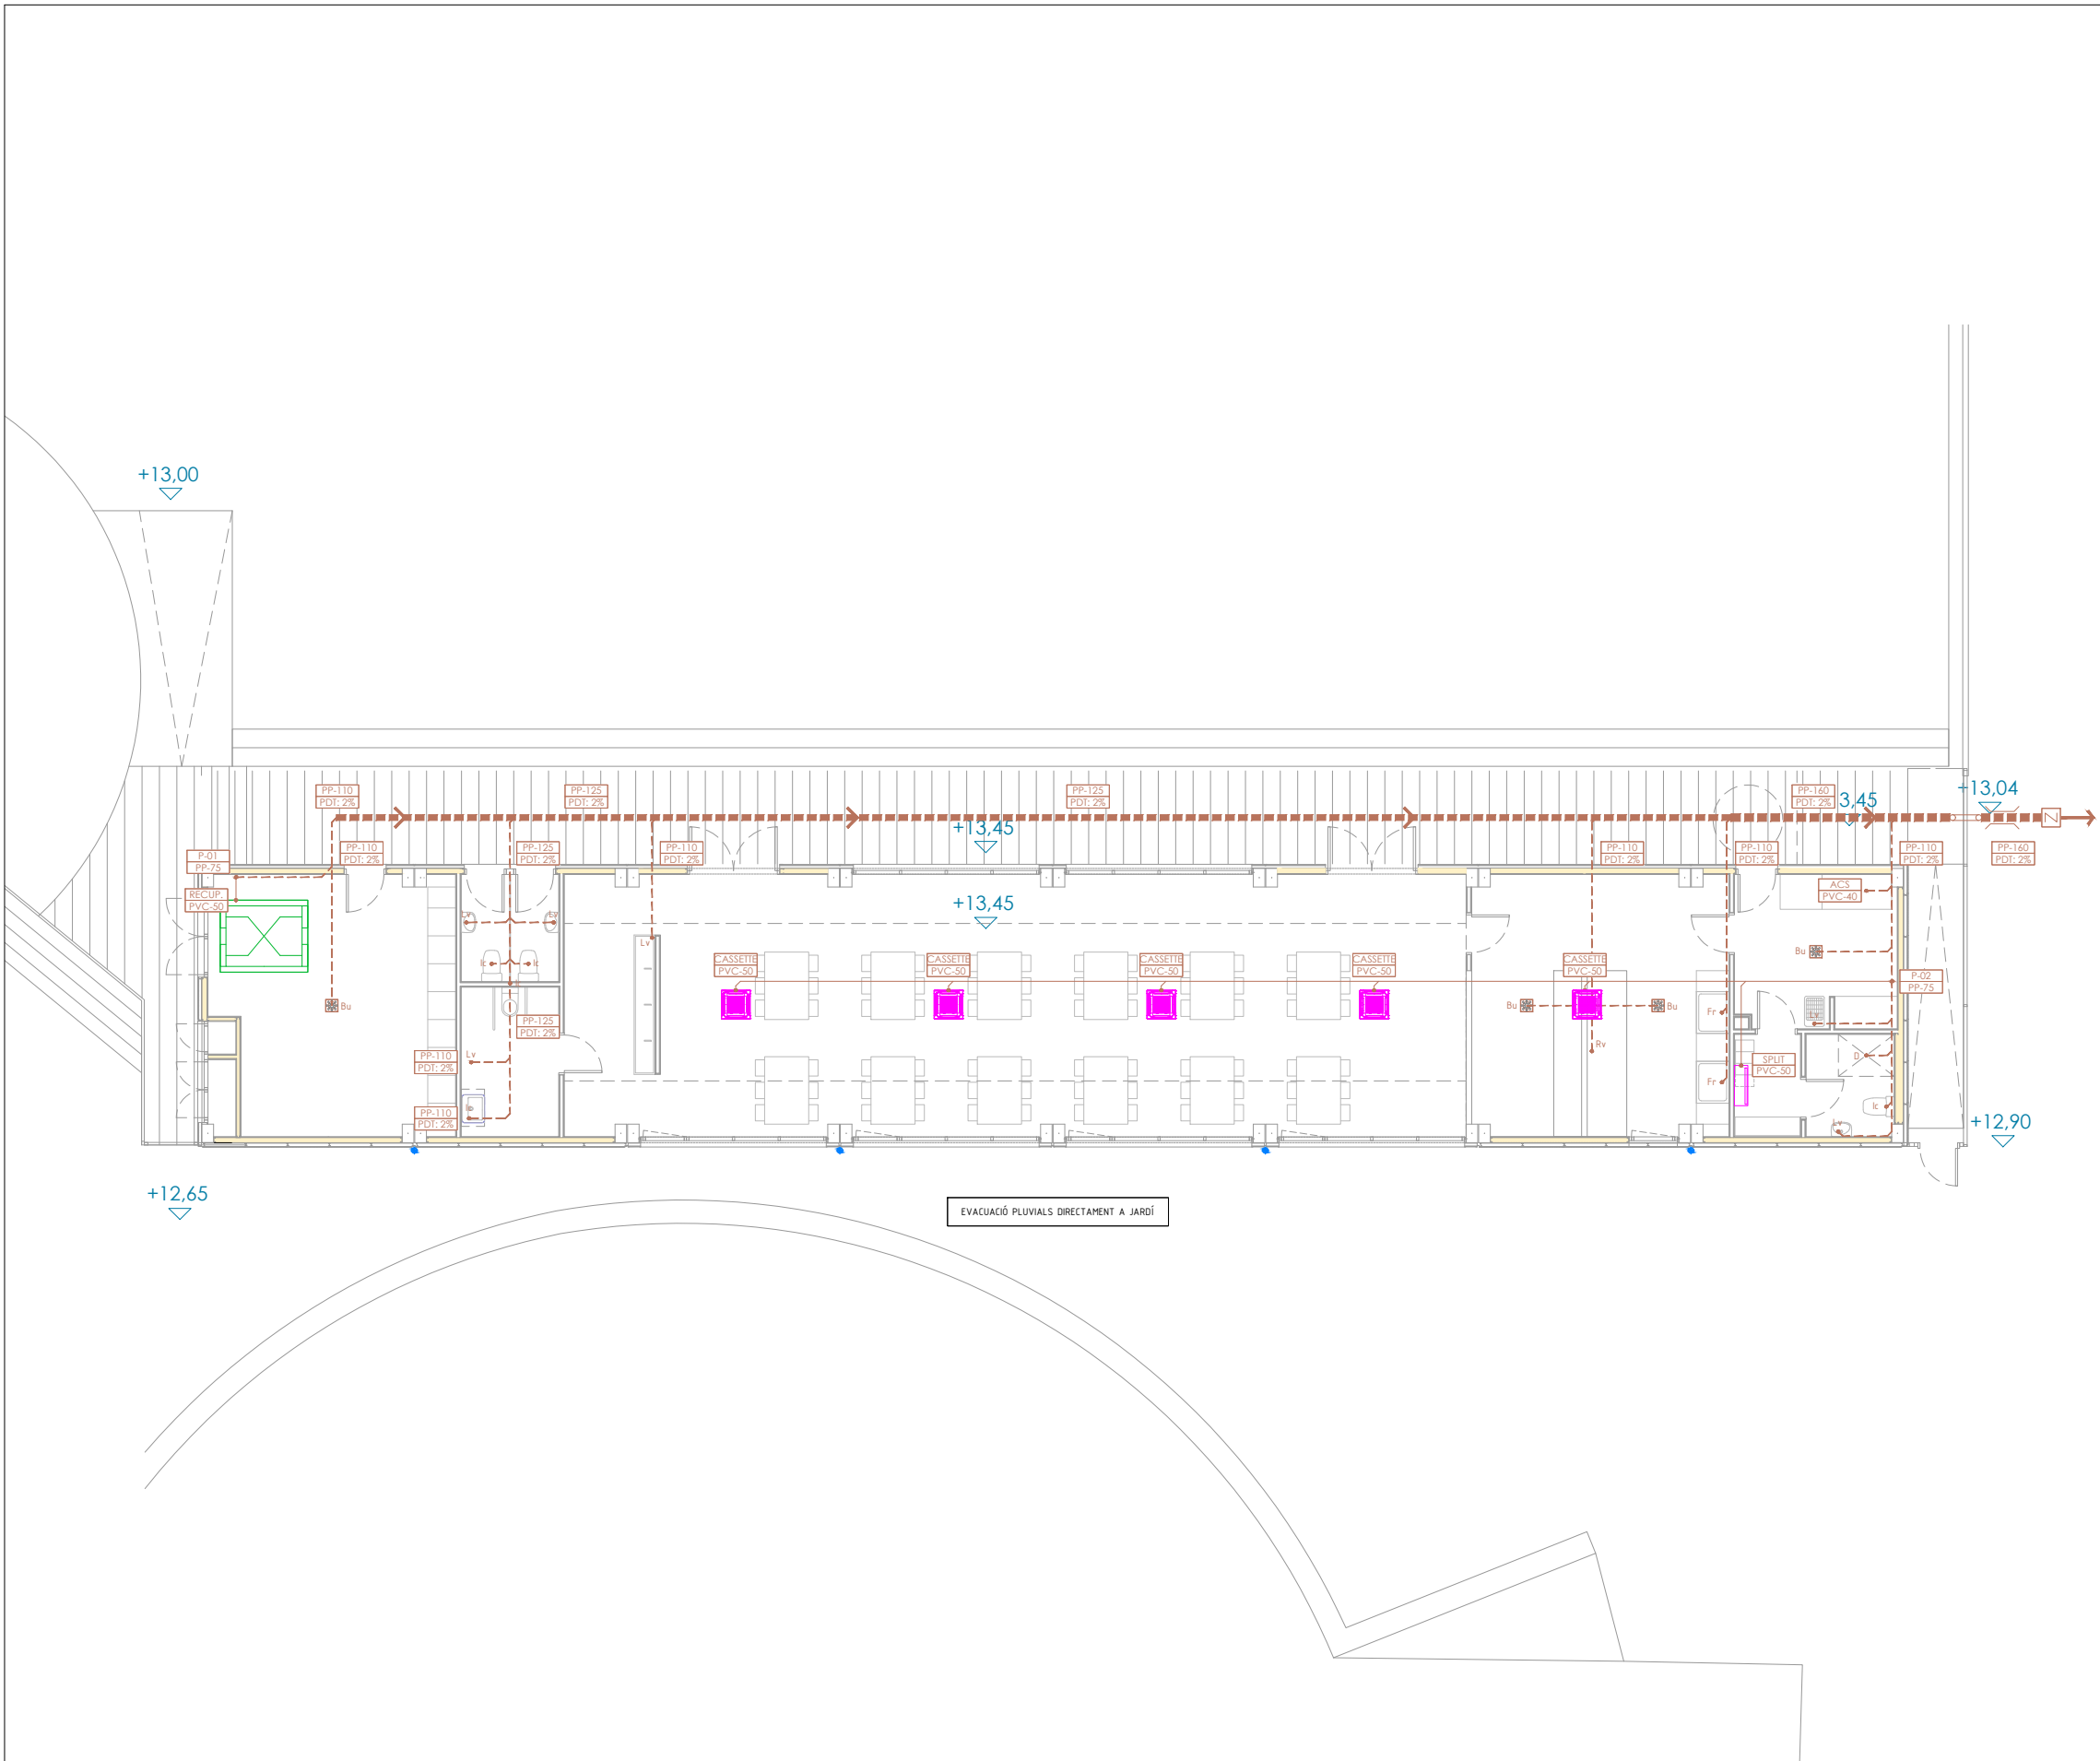 +13,00
PP-110
PDT: 2%
PP-125
PDT: 2%
PP-125
PDT: 2%
PP-160
PDT: 2%
3,45
+13,04
+13,45
P-01
PP-75
PP-110
PDT: 2%
PP-125
PDT: 2%
PP-110
PDT: 2%
PP-110
PDT: 2%
PP-110
PDT: 2%
PP-110
PDT: 2%
PP-160
PDT: 2%
RECUP.
PVC-50
+13,45
ACS
PVC-40
Lv
Lv
Lv
Ic
Ic
Bu
CASSETTE
PVC-50
CASSETTE
PVC-50
CASSETTE
PVC-50
CASSETTE
PVC-50
CASSETTE
PVC-50
P-02
PP-75
Bu
Bu
Bu
Fr
Lv
PP-125
PDT: 2%
PP-110
PDT: 2%
Lv
Rv
SPLIT
PVC-50
D
Fr
PP-110
PDT: 2%
Ic
Lv
+12,90
+12,65
EVACUACIÓ PLUVIALS DIRECTAMENT A JARDÍ